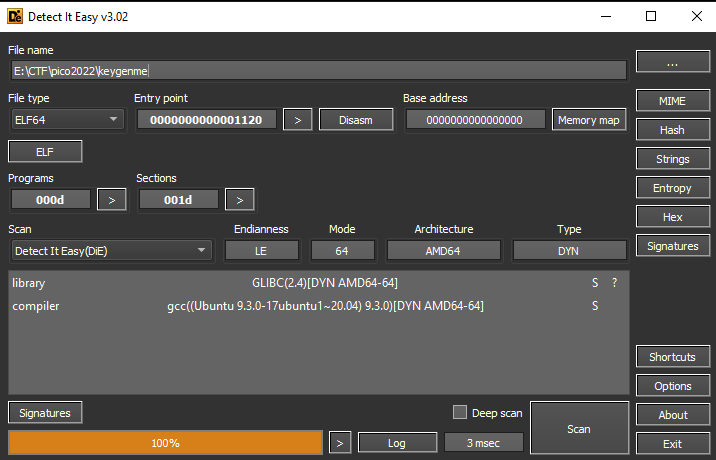 Detect It Easy v3.02
File name
E:\CTF\pico2022\keygenme
...
File type Entry point Base address
ELF64 0000000000001120 > Disasm 0000000000000000 Memory map
MIME
Hash
ELF
Strings
Programs Sections
Entropy
000d > 001d >
Hex
Scan Endianness Mode Architecture Type
Detect It Easy(DiE) LE 64 AMD64 DYN
Signatures
library GLIBC(2.4)[DYN AMD64-64] S ?
compiler gcc((Ubuntu 9.3.0-17ubuntu1~20.04) 9.3.0)[DYN AMD64-64] S
Shortcuts
Options
Signatures Deep scan Scan About
100% > Log 3 msec Exit